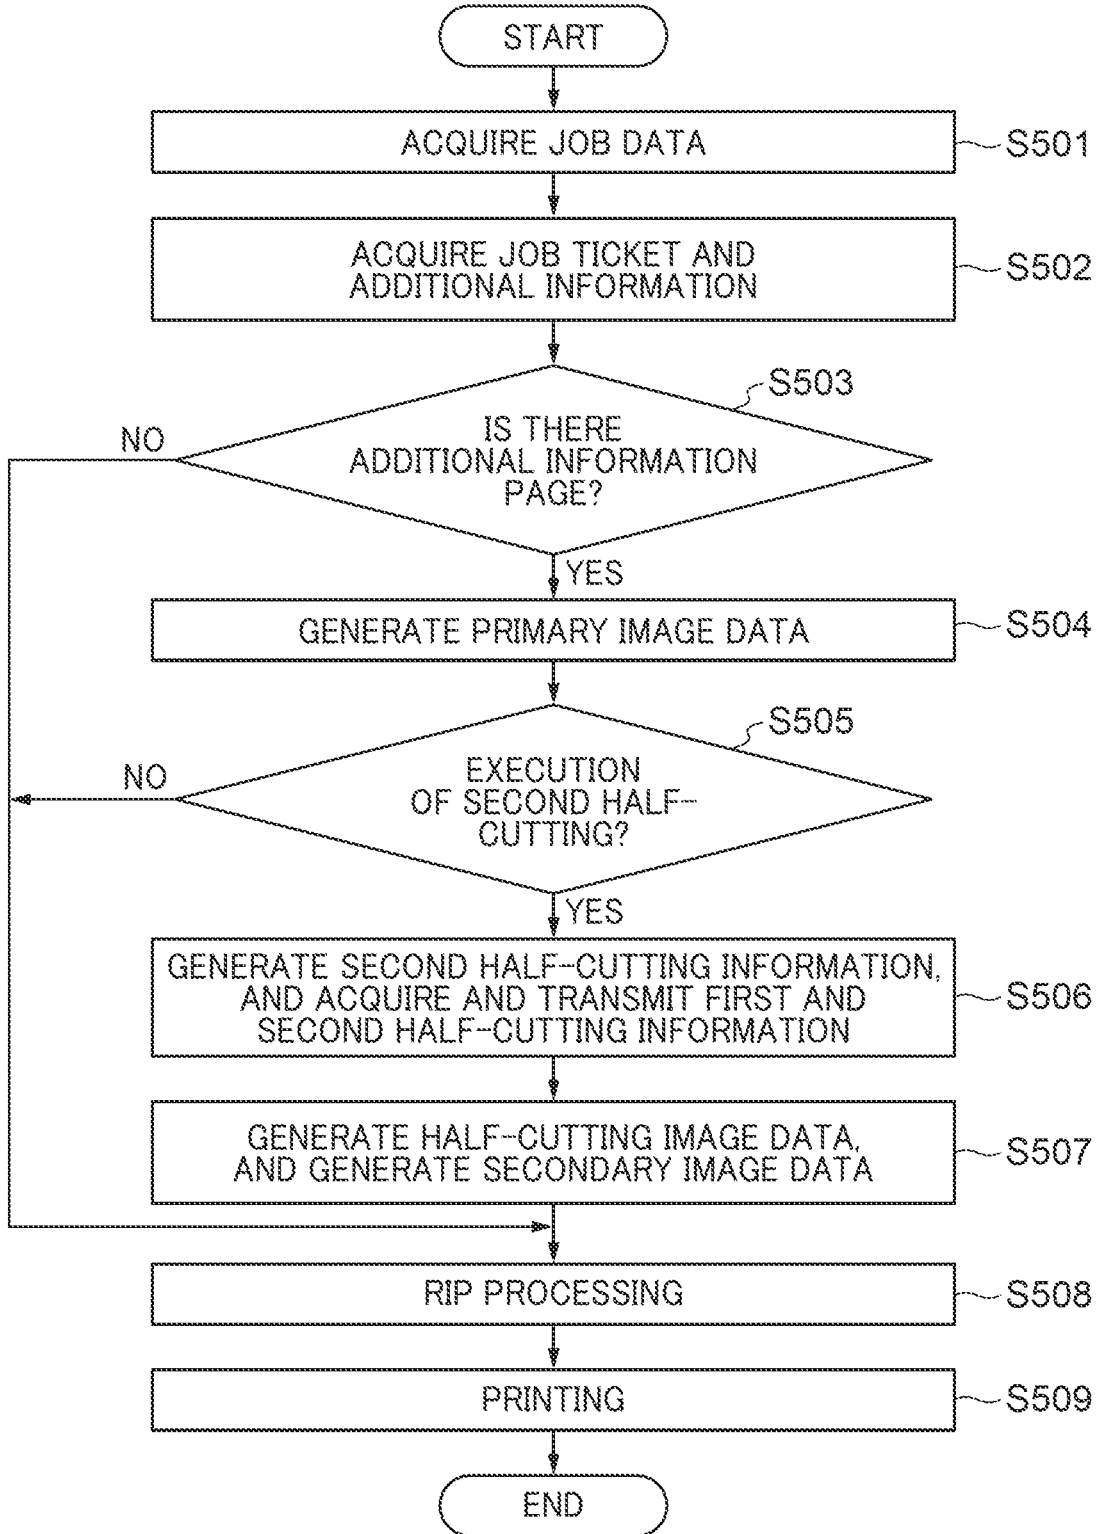 START
ACQUIRE JOB DATA
S501
ACQUIRE JOB TICKET AND
ADDITIONAL INFORMATION
S502
S503
IS THERE
ADDITIONAL INFORMATION
PAGE?
NO
YES
GENERATE PRIMARY IMAGE DATA
S504
S505
EXECUTION
OF SECOND HALF-
CUTTING?
NO
YES
GENERATE SECOND HALF-CUTTING INFORMATION,
AND ACQUIRE AND TRANSMIT FIRST AND
SECOND HALF-CUTTING INFORMATION
S506
GENERATE HALF-CUTTING IMAGE DATA,
AND GENERATE SECONDARY IMAGE DATA
S507
RIP PROCESSING
S508
PRINTING
S509
END